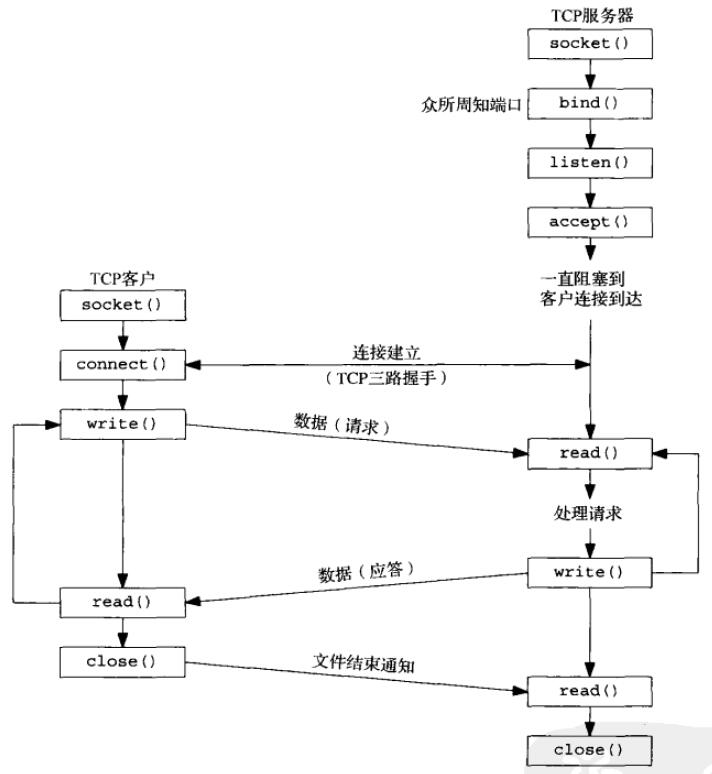 TCP服务器
socket()
众所周知端口
bind()
listen()
accept()
一直阻塞到
客户连接到达
TCP客户
socket()
connect()
连接建立
（TCP三路握手）
write()
数据（请求）
read()
处理请求
数据（应答）
write()
read()
close()
文件结束通知
read()
close()